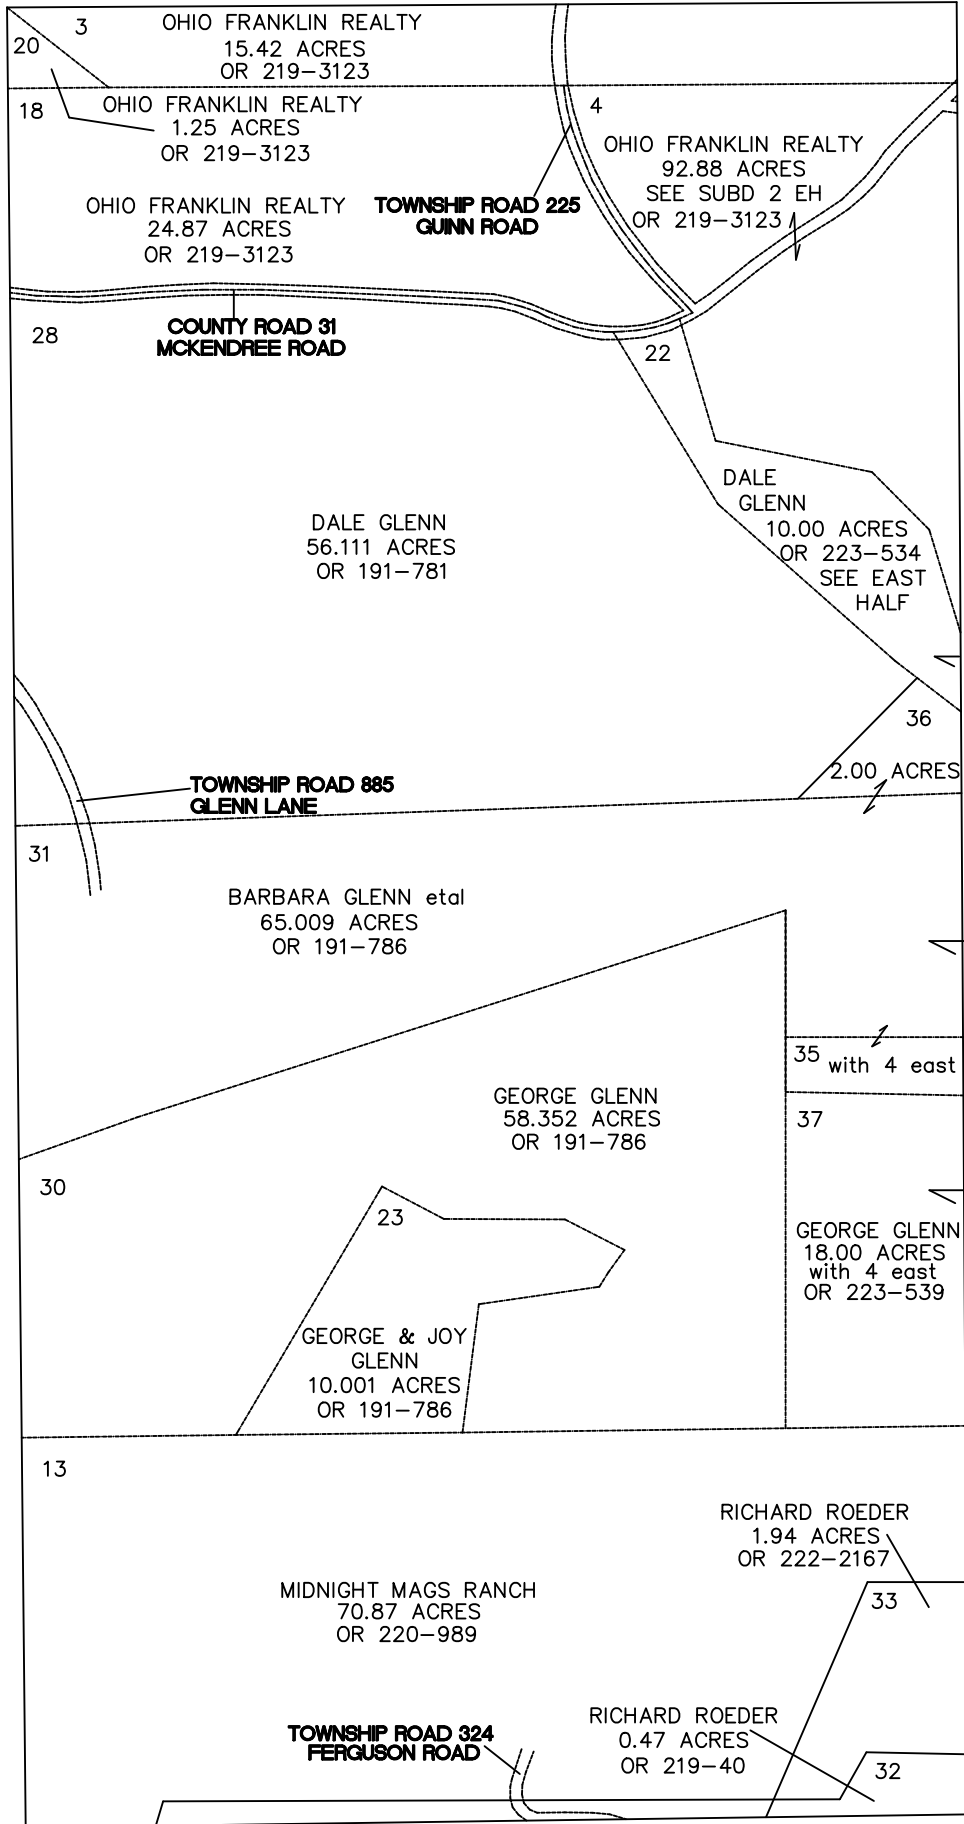 3
OHIO FRANKLIN REALTY
15.42 ACRES
OR 219-3123
20
18
OHIO FRANKLIN REALTY
1.25 ACRES
OR 219-3123
4
OHIO FRANKLIN REALTY
92.88 ACRES
SEE SUBD 2 EH
OR 219-3123
OHIO FRANKLIN REALTY
24.87 ACRES
OR 219-3123
TOWNSHIP ROAD 225
GUINN ROAD
COUNTY ROAD 31
MCKENDREE ROAD
28
22
DALE
GLENN
10.00 ACRES
OR 223-534
SEE EAST
HALF
DALE GLENN
56.111 ACRES
OR 191-781
36
2.00 ACRES
TOWNSHIP ROAD 885
GLENN LANE
31
BARBARA GLENN etal
65.009 ACRES
OR 191-786
35
with 4 east
GEORGE GLENN
58.352 ACRES
OR 191-786
37
30
23
GEORGE GLENN
18.00 ACRES
with 4 east
OR 223-539
GEORGE & JOY
GLENN
10.001 ACRES
OR 191-786
13
RICHARD ROEDER
1.94 ACRES
OR 222-2167
33
MIDNIGHT MAGS RANCH
70.87 ACRES
OR 220-989
RICHARD ROEDER
0.47 ACRES
OR 219-40
32
TOWNSHIP ROAD 324
FERGUSON ROAD